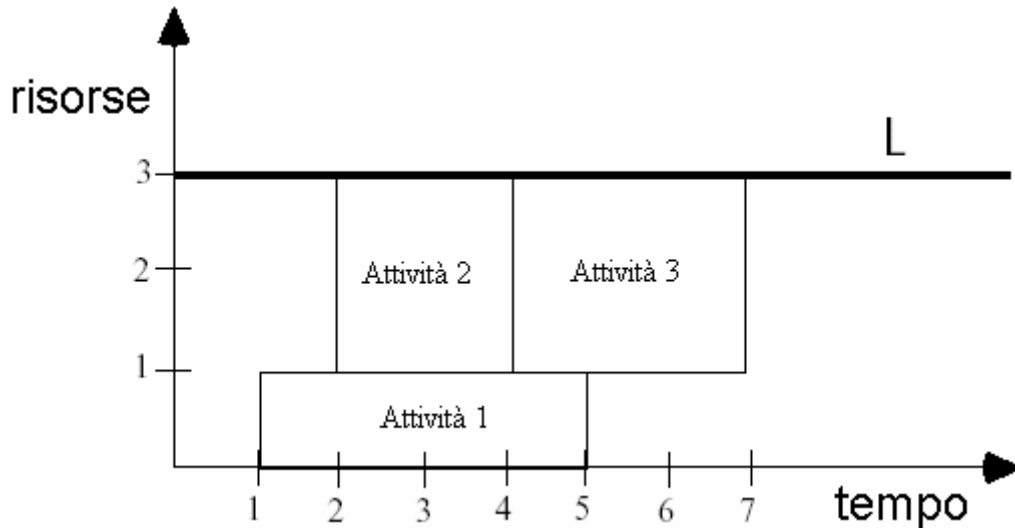 risorse
L
3
2
Attività 2
Attività 3
1
Attività 1
1 2 3 4 5 6 7
tempo